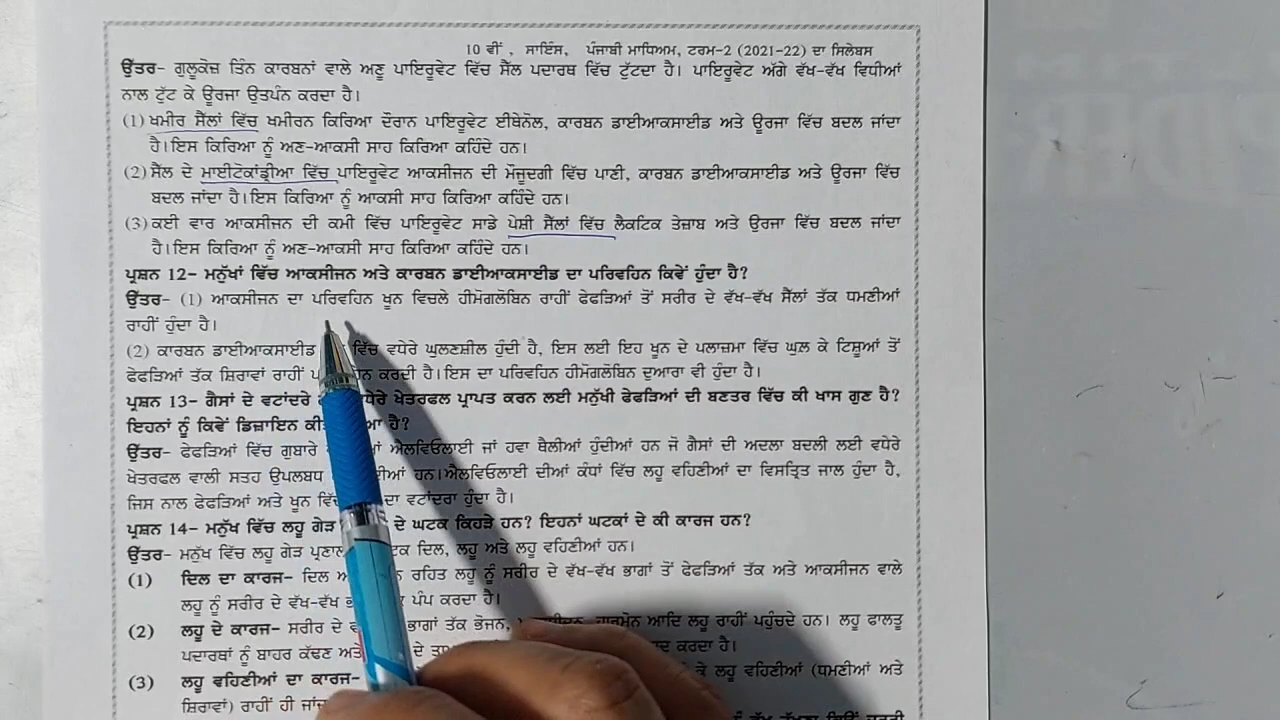 10 ਵੀਂ , ਸਾਇੰਸ, ਪੰਜਾਬੀ ਮਾਧਿਅਮ, ਟਰਮ-2 (2021-22) ਦਾ ਸਿਲੇਬਸ
ਉੱਤਰ- ਗੁਲੂਕੋਜ਼ ਤਿੰਨ ਕਾਰਬਨਾਂ ਵਾਲੇ ਅਣੂ ਪਾਇਰੂਵੇਟ ਵਿੱਚ ਸੈੱਲ ਪਦਾਰਥ ਵਿੱਚ ਟੁੱਟਦਾ ਹੈ। ਪਾਇਰੂਵੇਟ ਅੱਗੇ ਵੱਖ-ਵੱਖ ਵਿਧੀਆਂ
ਨਾਲ ਟੁੱਟ ਕੇ ਊਰਜਾ ਉਤਪੰਨ ਕਰਦਾ ਹੈ।
(1) ਖਮੀਰ ਸੈੱਲਾਂ ਵਿੱਚ ਖਮੀਰਨ ਕਿਰਿਆ ਦੌਰਾਨ ਪਾਇਰੂਵੇਟ ਈਥੇਨੋਲ, ਕਾਰਬਨ ਡਾਈਆਕਸਾਈਡ ਅਤੇ ਊਰਜਾ ਵਿੱਚ ਬਦਲ ਜਾਂਦਾ
ਹੈ। ਇਸ ਕਿਰਿਆ ਨੂੰ ਅਣ-ਆਕਸੀ ਸਾਹ ਕਿਰਿਆ ਕਹਿੰਦੇ ਹਨ।
(2) ਸੈੱਲ ਦੇ ਮਾਈਟੋਕਾਂਡ੍ਰੀਆ ਵਿੱਚ ਪਾਇਰੂਵੇਟ ਆਕਸੀਜਨ ਦੀ ਮੌਜੂਦਗੀ ਵਿੱਚ ਪਾਣੀ, ਕਾਰਬਨ ਡਾਈਆਕਸਾਈਡ ਅਤੇ ਊਰਜਾ ਵਿੱਚ
ਬਦਲ ਜਾਂਦਾ ਹੈ। ਇਸ ਕਿਰਿਆ ਨੂੰ ਆਕਸੀ ਸਾਹ ਕਿਰਿਆ ਕਹਿੰਦੇ ਹਨ।
(3) ਕਈ ਵਾਰ ਆਕਸੀਜਨ ਦੀ ਕਮੀ ਵਿੱਚ ਪਾਇਰੂਵੇਟ ਸਾਡੇ ਪੇਸ਼ੀ ਸੈੱਲਾਂ ਵਿੱਚ ਲੈਕਟਿਕ ਤੇਜ਼ਾਬ ਅਤੇ ਉਰਜਾ ਵਿੱਚ ਬਦਲ ਜਾਂਦਾ
ਹੈ। ਇਸ ਕਿਰਿਆ ਨੂੰ ਅਣ-ਆਕਸੀ ਸਾਹ ਕਿਰਿਆ ਕਹਿੰਦੇ ਹਨ।
ਪ੍ਰਸ਼ਨ 12- ਮਨੁੱਖਾਂ ਵਿੱਚ ਆਕਸੀਜਨ ਅਤੇ ਕਾਰਬਨ ਡਾਈਆਕਸਾਈਡ ਦਾ ਪਰਿਵਹਿਨ ਕਿਵੇਂ ਹੁੰਦਾ ਹੈ?
ਉੱਤਰ- (1) ਆਕਸੀਜਨ ਦਾ ਪਰਿਵਹਿਨ ਖੂਨ ਵਿਚਲੇ ਹੀਮੋਗਲੋਬਿਨ ਰਾਹੀਂ ਫੇਫੜਿਆਂ ਤੋਂ ਸਰੀਰ ਦੇ ਵੱਖ-ਵੱਖ ਸੈੱਲਾਂ ਤੱਕ ਧਮਣੀਆਂ
ਰਾਹੀਂ ਹੁੰਦਾ ਹੈ।
(2) ਕਾਰਬਨ ਡਾਈਆਕਸਾਈਡ ਵਿੱਚ ਵਧੇਰੇ ਘੁਲਣਸ਼ੀਲ ਹੁੰਦੀ ਹੈ, ਇਸ ਲਈ ਇਹ ਖੂਨ ਦੇ ਪਲਾਜ਼ਮਾ ਵਿੱਚ ਘੁਲ਼ ਕੇ ਟਿਸ਼ੂਆਂ ਤੋਂ
ਫੇਫੜਿਆਂ ਤੱਕ ਸ਼ਿਰਾਵਾਂ ਰਾਹੀਂ ਕਰਦੀ ਹੈ। ਇਸ ਦਾ ਪਰਿਵਹਿਨ ਹੀਮੋਗਲੋਬਿਨ ਦੁਆਰਾ ਵੀ ਹੁੰਦਾ ਹੈ।
ਪ੍ਰਸ਼ਨ 13- ਗੈਸਾਂ ਦੇ ਵਟਾਂਦਰੇ ਖੇਤਰਫਲ ਪ੍ਰਾਪਤ ਕਰਨ ਲਈ ਮਨੁੱਖੀ ਫੇਫੜਿਆਂ ਦੀ ਬਣਤਰ ਵਿੱਚ ਕੀ ਖਾਸ ਗੁਣ ਹੈ?
ਇਹਨਾਂ ਨੂੰ ਕਿਵੇਂ ਡਿਜ਼ਾਇਨ ਹੈ?
ਉੱਤਰ- ਫੇਫੜਿਆਂ ਵਿੱਚ ਗੁਬਾਰੇ ਐਲਵਿਓਲਾਈ ਜਾਂ ਹਵਾ ਥੈਲੀਆਂ ਹੁੰਦੀਆਂ ਹਨ ਜੋ ਗੈਸਾਂ ਦੀ ਅਦਲਾ ਬਦਲੀ ਲਈ ਵਧੇਰੇ
ਖੇਤਰਫਲ ਵਾਲੀ ਸਤਹ ਉਪਲਬਧ ਹਨ। ਐਲਵਿਓਲਾਈ ਦੀਆਂ ਕੰਧਾਂ ਵਿੱਚ ਲਹੂ ਵਹਿਣੀਆਂ ਦਾ ਵਿਸਤ੍ਰਿਤ ਜਾਲ ਹੁੰਦਾ ਹੈ,
ਜਿਸ ਨਾਲ ਫੇਫੜਿਆਂ ਅਤੇ ਖੂਨ ਦਾ ਵਟਾਂਦਰਾ ਹੁੰਦਾ ਹੈ।
ਪ੍ਰਸ਼ਨ 14- ਮਨੁੱਖ ਵਿੱਚ ਲਹੂ ਗੇੜ ਦੇ ਘਟਕ ਕਿਹੜੇ ਹਨ? ਇਹਨਾਂ ਘਟਕਾਂ ਦੇ ਕੀ ਕਾਰਜ ਹਨ?
ਉੱਤਰ- ਮਨੁੱਖ ਵਿੱਚ ਲਹੂ ਗੇੜ ਦਿਲ, ਲਹੂ ਅਤੇ ਲਹੂ ਵਹਿਣੀਆਂ ਹਨ।
(1) ਦਿਲ ਦਾ ਕਾਰਜ- ਦਿਲ ਰਹਿਤ ਲਹੂ ਨੂੰ ਸਰੀਰ ਦੇ ਵੱਖ-ਵੱਖ ਭਾਗਾਂ ਤੋਂ ਫੇਫੜਿਆਂ ਤੱਕ ਅਤੇ ਆਕਸੀਜਨ ਵਾਲੇ
ਲਹੂ ਨੂੰ ਸਰੀਰ ਦੇ ਵੱਖ-ਵੱਖ ਪੰਪ ਕਰਦਾ ਹੈ।
(2) ਲਹੂ ਦੇ ਕਾਰਜ- ਸਰੀਰ ਦੇ ਭਾਗਾਂ ਤੱਕ ਭੋਜਨ, ਹਾਰਮੋਨ ਆਦਿ ਲਹੂ ਰਾਹੀਂ ਪਹੁੰਚਦੇ ਹਨ। ਲਹੂ ਫਾਲਤੂ
ਪਦਾਰਥਾਂ ਨੂੰ ਬਾਹਰ ਕੱਢਣ ਅਤੇ ਦੇ ਕਰਦਾ ਹੈ।
(3) ਲਹੂ ਵਹਿਣੀਆਂ ਦਾ ਕਾਰਜ- ਕੇ ਲਹੂ ਵਹਿਣੀਆਂ (ਧਮਣੀਆਂ ਅਤੇ
ਸ਼ਿਰਾਵਾਂ) ਰਾਹੀਂ ਹੀ